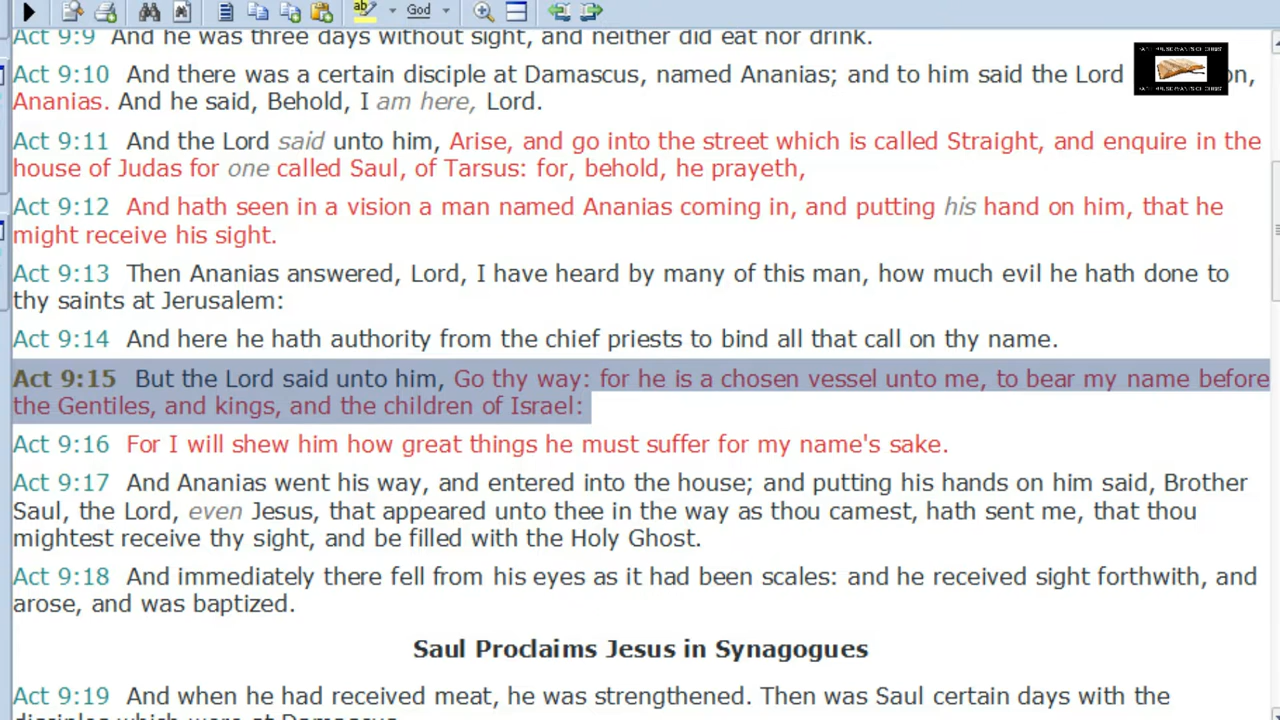 God
Act 9:9 And he was three days without sight, and neither did eat nor drink.
Act 9:10 And there was a certain disciple at Damascus, named Ananias; and to him said the Lord on,
Ananias. And he said, Behold, I am here, Lord.
Act 9:11 And the Lord said unto him, Arise, and go into the street which is called Straight, and enquire in the
house of Judas for one called Saul, of Tarsus: for, behold, he prayeth,
Act 9:12 And hath seen in a vision a man named Ananias coming in, and putting his hand on him, that he
might receive his sight.
Act 9:13 Then Ananias answered, Lord, I have heard by many of this man, how much evil he hath done to
thy saints at Jerusalem:
Act 9:14 And here he hath authority from the chief priests to bind all that call on thy name.
Act 9:15 But the Lord said unto him, Go thy way: for he is a chosen vessel unto me, to bear my name before
the Gentiles, and kings, and the children of Israel:
Act 9:16 For I will shew him how great things he must suffer for my name's sake.
Act 9:17 And Ananias went his way, and entered into the house; and putting his hands on him said, Brother
Saul, the Lord, even Jesus, that appeared unto thee in the way as thou camest, hath sent me, that thou
mightest receive thy sight, and be filled with the Holy Ghost.
Act 9:18 And immediately there fell from his eyes as it had been scales: and he received sight forthwith, and
arose, and was baptized.
Saul Proclaims Jesus in Synagogues
Act 9:19 And when he had received meat, he was strengthened. Then was Saul certain days with the
disciples which were at Damascus.